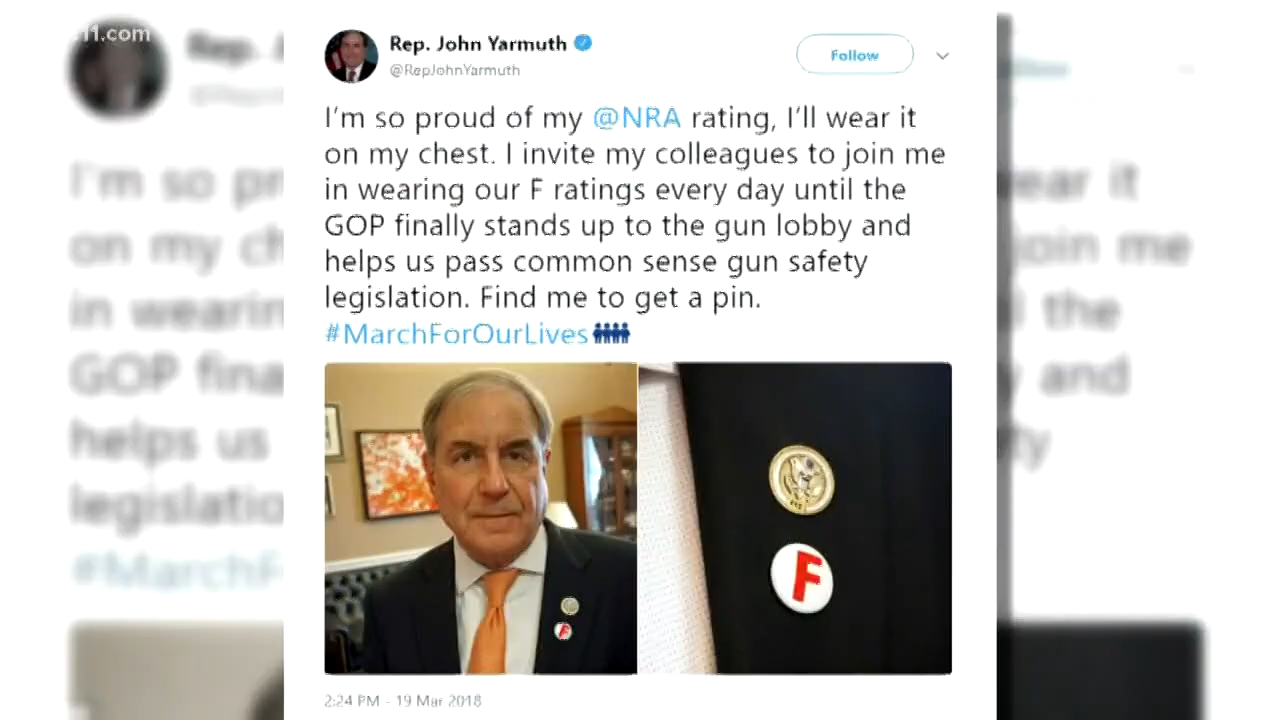 11.com
Rep. John Yarmuth
@RepJohnYarmuth
Follow
I'm so proud of my @NRA rating, I'll wear it
on my chest. I invite my colleagues to join me
in wearing our F ratings every day until the
GOP finally stands up to the gun lobby and
helps us pass common sense gun safety
legislation. Find me to get a pin.
#MarchForOurLives
F
F
2:24 PM - 19 Mar 2018